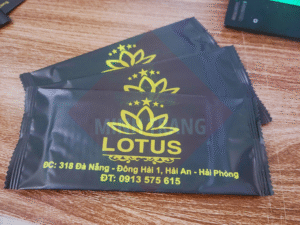 LOTUS
ĐC: 318 Đà Nẵng - Đông Hải 1, Hải An - Hải Phòng
ĐT: 0913 575 615